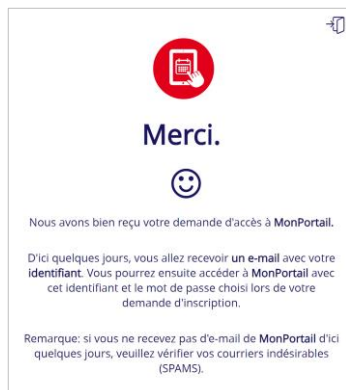 Merci.
Nous avons bien reçu votre demande d'accès à MonPortail.
D'ici quelques jours, vous allez recevoir un e-mail avec votre
identifiant. Vous pourrez ensuite accéder à MonPortail avec
cet identifiant et le mot de passe choisi lors de votre
demande d'inscription.
Remarque: si vous ne recevez pas d'e-mail de MonPortail d'ici
quelques jours, veuillez vérifier vos courriers indésirables
(SPAMS).